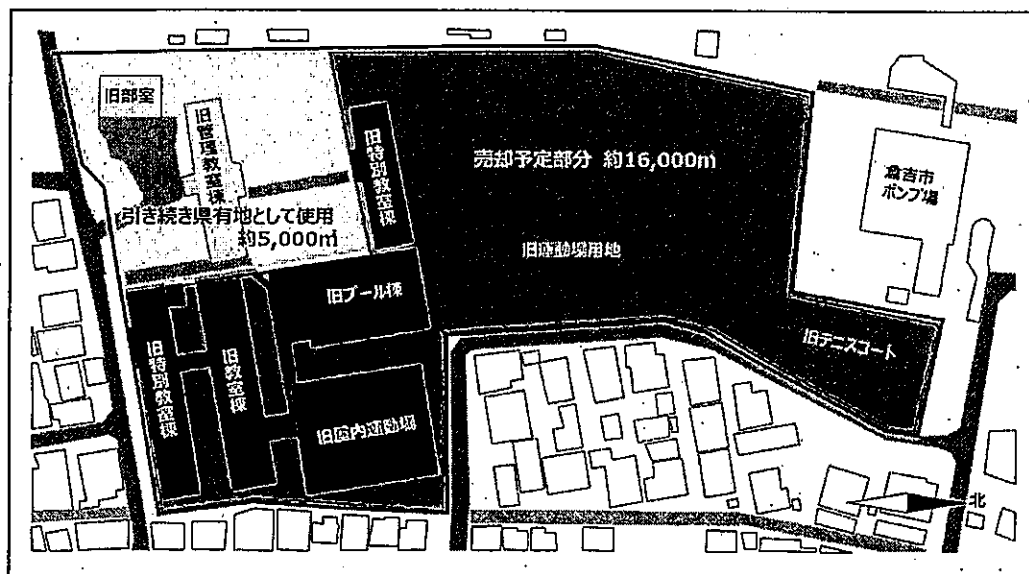 旧部室
旧管理教室棟
旧特別教室棟
売却予定部分 約16,000㎡
倉吉市
ポンプ場
引き続き県有地として使用
約5,000㎡
旧運動場用地
旧プール棟
旧テニスコート
旧特別教室棟
旧教室棟
旧屋内運動場
北